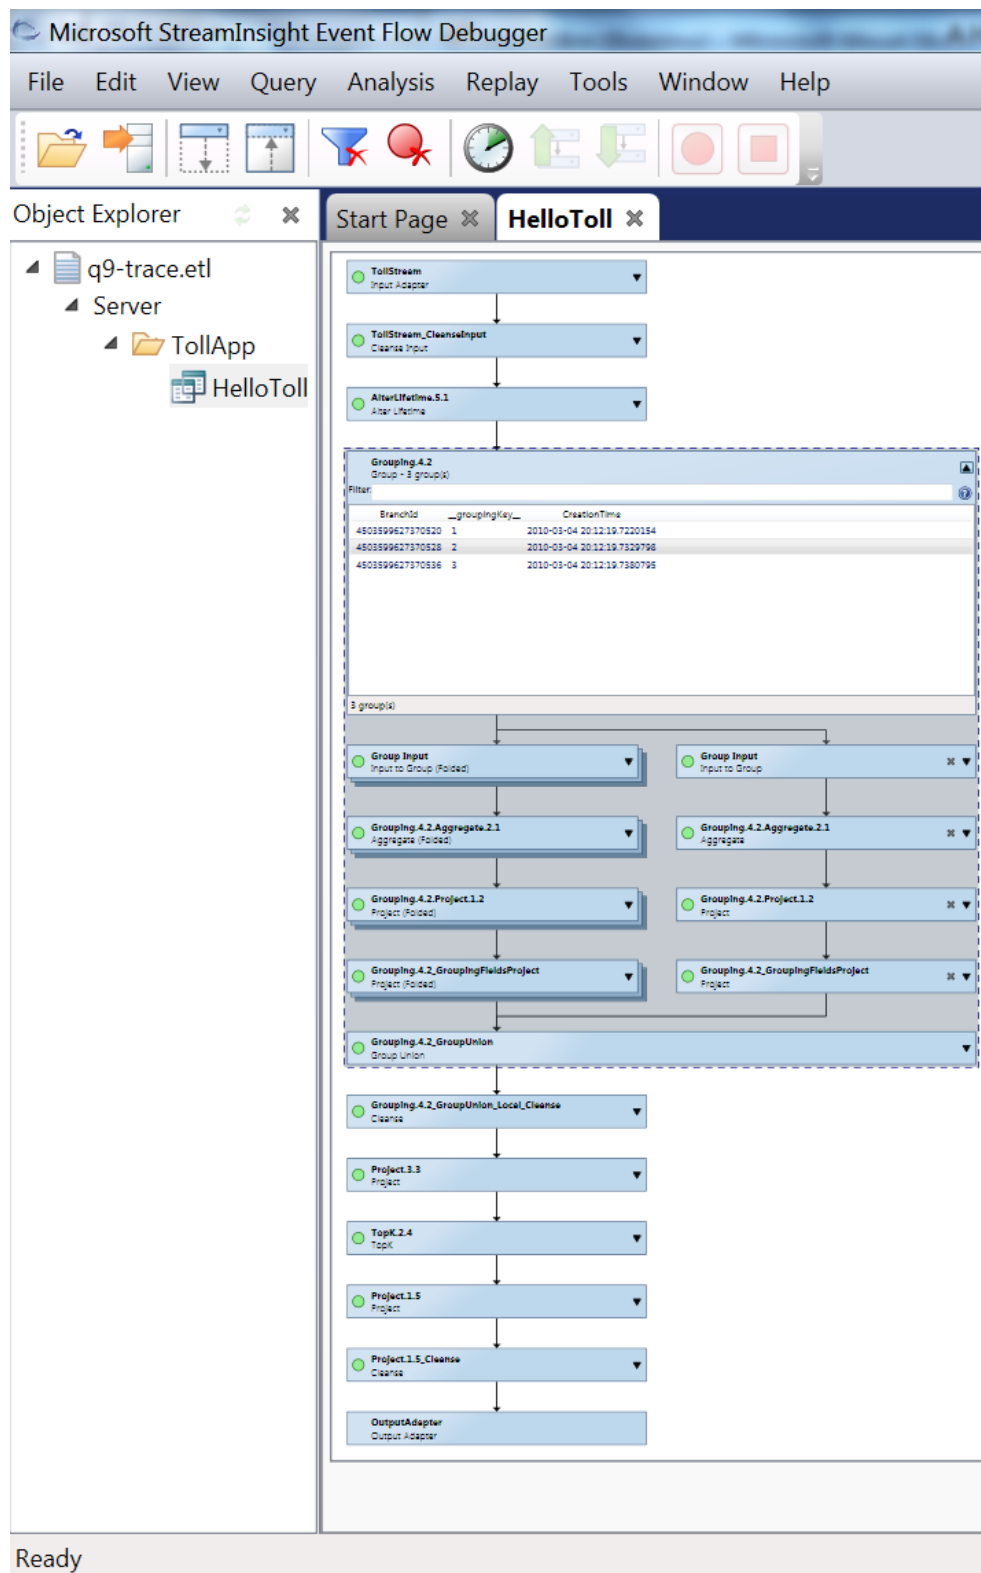 Microsoft StreamInsight Event Flow Debugger
File Edit View Query Analysis Replay Tools Window Help
Object Explorer
Start Page
HelloToll
q9-trace.etl
Server
TollApp
HelloToll
TollStream
Input Adapter
TollStream_CleanseInput
Cleanse Input
AlterLifetime.5.1
Alter Lifetime
Grouping.4.2
Group - 3 group(s)
Filter:
BranchId __groupingKey__ CreationTime
4503599627370520 1 2010-03-04 20:12:19.7220154
4503599627370528 2 2010-03-04 20:12:19.7329798
4503599627370536 3 2010-03-04 20:12:19.7380795
3 group(s)
Group Input
Input to Group (Folded)
Group Input
Input to Group
Grouping.4.2.Aggregate.2.1
Aggregate (Folded)
Grouping.4.2.Aggregate.2.1
Aggregate
Grouping.4.2.Project.1.2
Project (Folded)
Grouping.4.2.Project.1.2
Project
Grouping.4.2_GroupingFieldsProject
Project (Folded)
Grouping.4.2_GroupingFieldsProject
Project
Grouping.4.2_GroupUnion
Group Union
Grouping.4.2_GroupUnion_Local_Cleanse
Cleanse
Project.3.3
Project
TopK.2.4
TopK
Project.1.5
Project
Project.1.5_Cleanse
Cleanse
OutputAdapter
Output Adapter
Ready